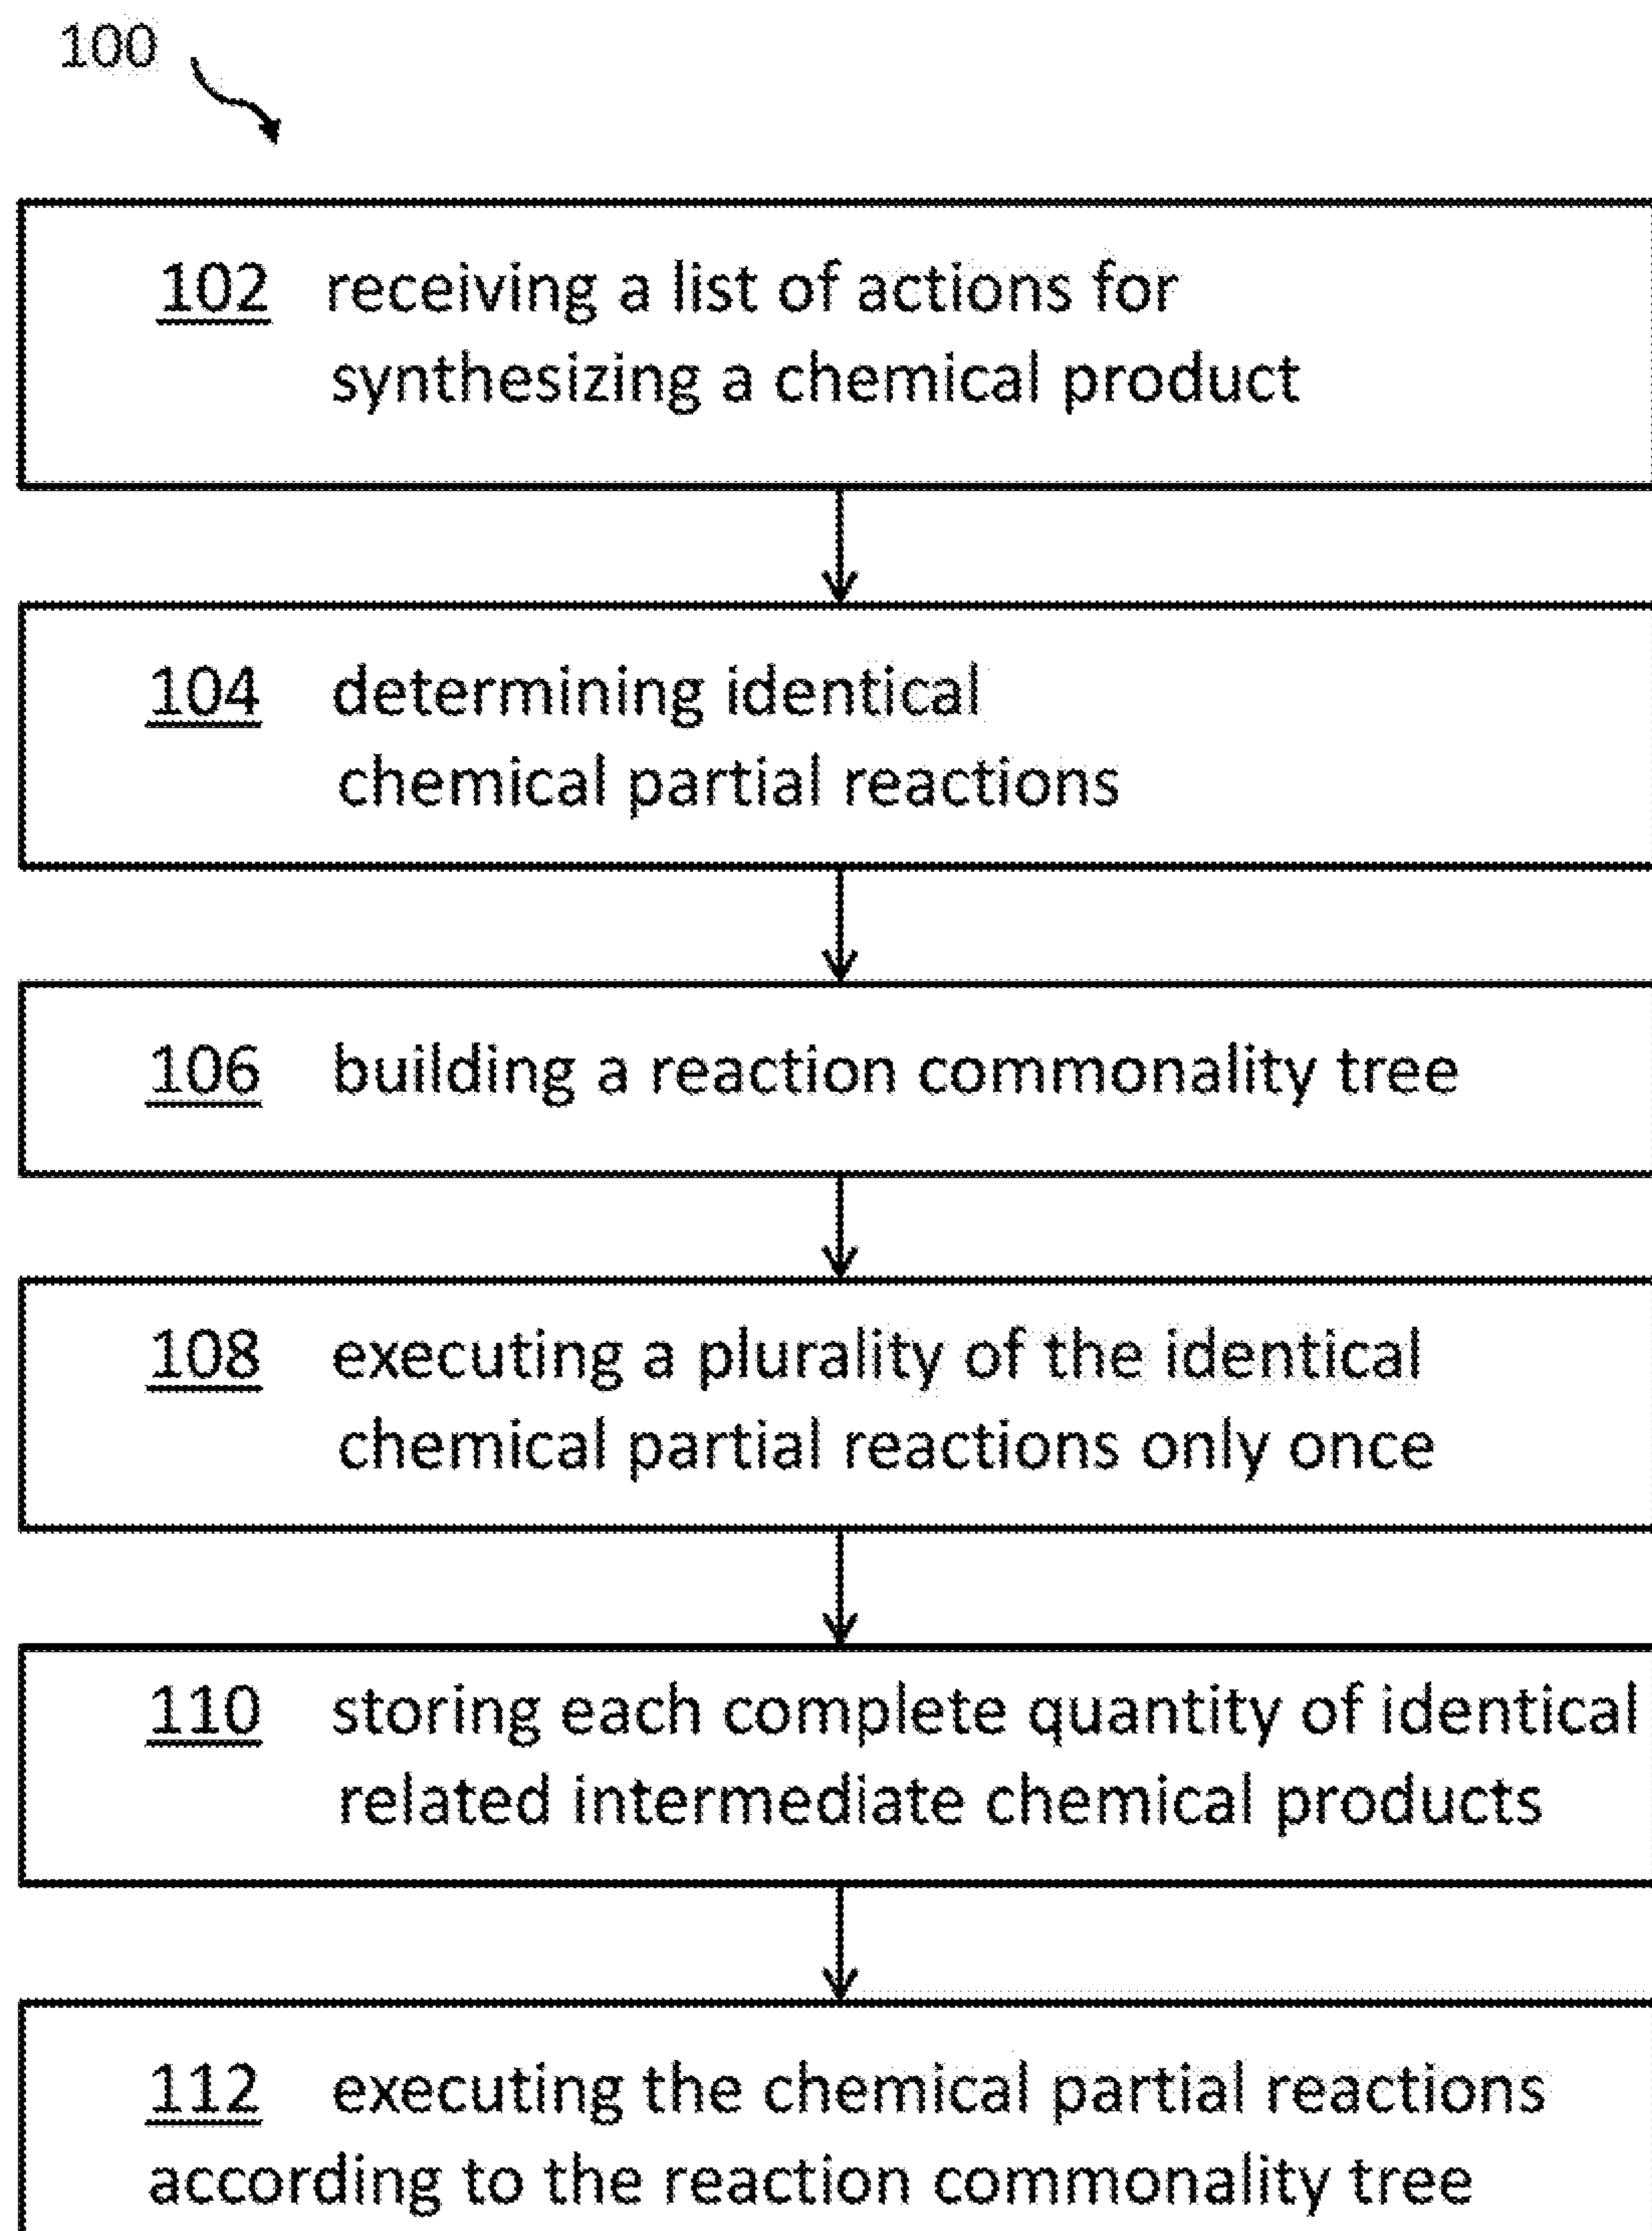 100
102 receiving a list of actions for
synthesizing a chemical product
104 determining identical
chemical partial reactions
106 building a reaction commonality tree
108 executing a plurality of the identical
chemical partial reactions only once
110 storing each complete quantity of identical
related intermediate chemical products
112 executing the chemical partial reactions
according to the reaction commonality tree